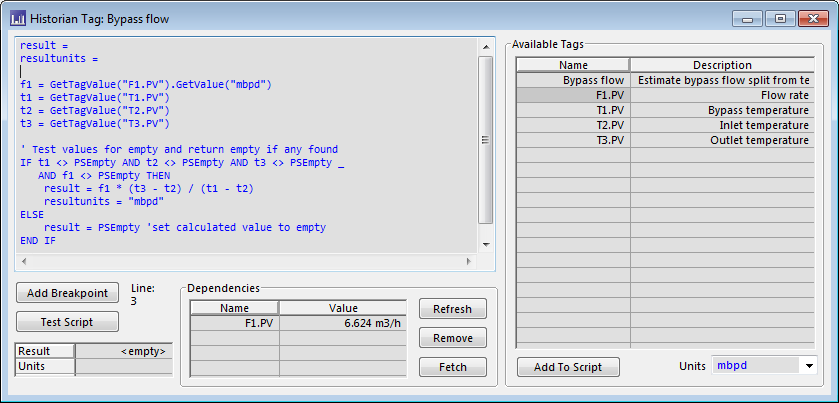 Historian Tag: Bypass flow
result =
resultunits =
f1 = GetTagValue("F1.PV").GetValue("mbpd")
t1 = GetTagValue("T1.PV")
t2 = GetTagValue("T2.PV")
t3 = GetTagValue("T3.PV")
' Test values for empty and return empty if any found
IF t1 <> PSEmpty AND t2 <> PSEmpty AND t3 <> PSEmpty _
AND f1 <> PSEmpty THEN
result = f1 * (t3 - t2) / (t1 - t2)
resultunits = "mbpd"
ELSE
result = PSEmpty 'set calculated value to empty
END IF
Add Breakpoint
Line:
3
Test Script
Result <empty>
Units
Dependencies
Name Value
F1.PV 6.624 m3/h
Refresh
Remove
Fetch
Available Tags
Name Description
Bypass flow Estimate bypass flow split from te
F1.PV Flow rate
T1.PV Bypass temperature
T2.PV Inlet temperature
T3.PV Outlet temperature
Add To Script
Units mbpd